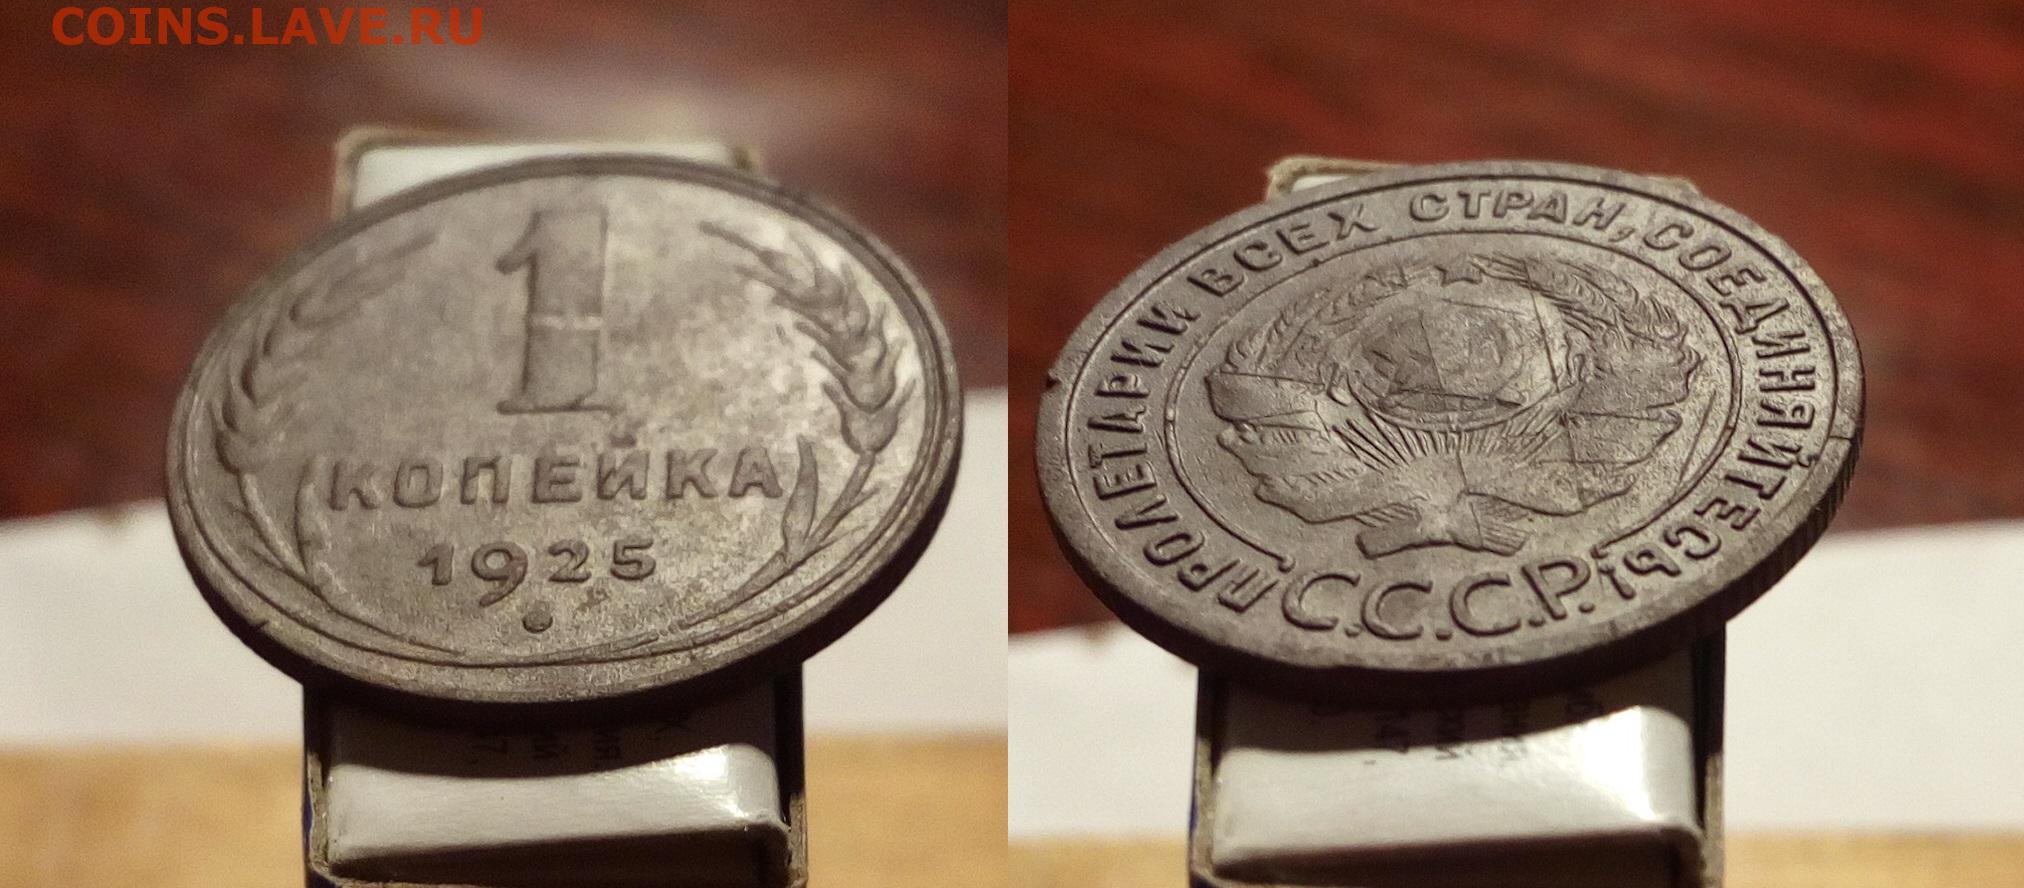 COINS.LAVE.RU
1
КОПЕЙКА
1925
ПРОЛЕТАРИИ ВСЕХ СТРАН, СОЕДИНЯЙТЕСЬ!
С.С.С.Р.